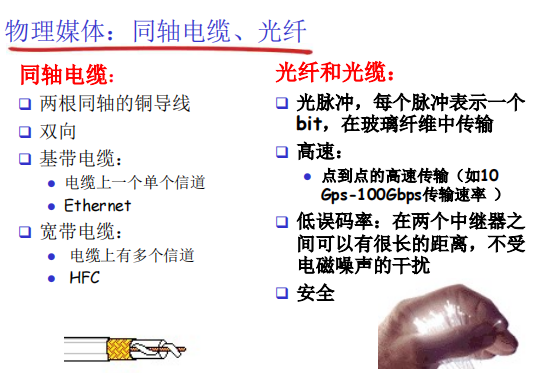 物理媒体：同轴电缆、光纤
同轴电缆：
两根同轴的铜导线
双向
基带电缆：
电缆上一个单个信道
Ethernet
宽带电缆：
电缆上有多个信道
HFC
光纤和光缆：
光脉冲，每个脉冲表示一个
bit，在玻璃纤维中传输
高速：
点到点的高速传输（如10
Gps-100Gbps传输速率 ）
低误码率：在两个中继器之
间可以有很长的距离，不受
电磁噪声的干扰
安全